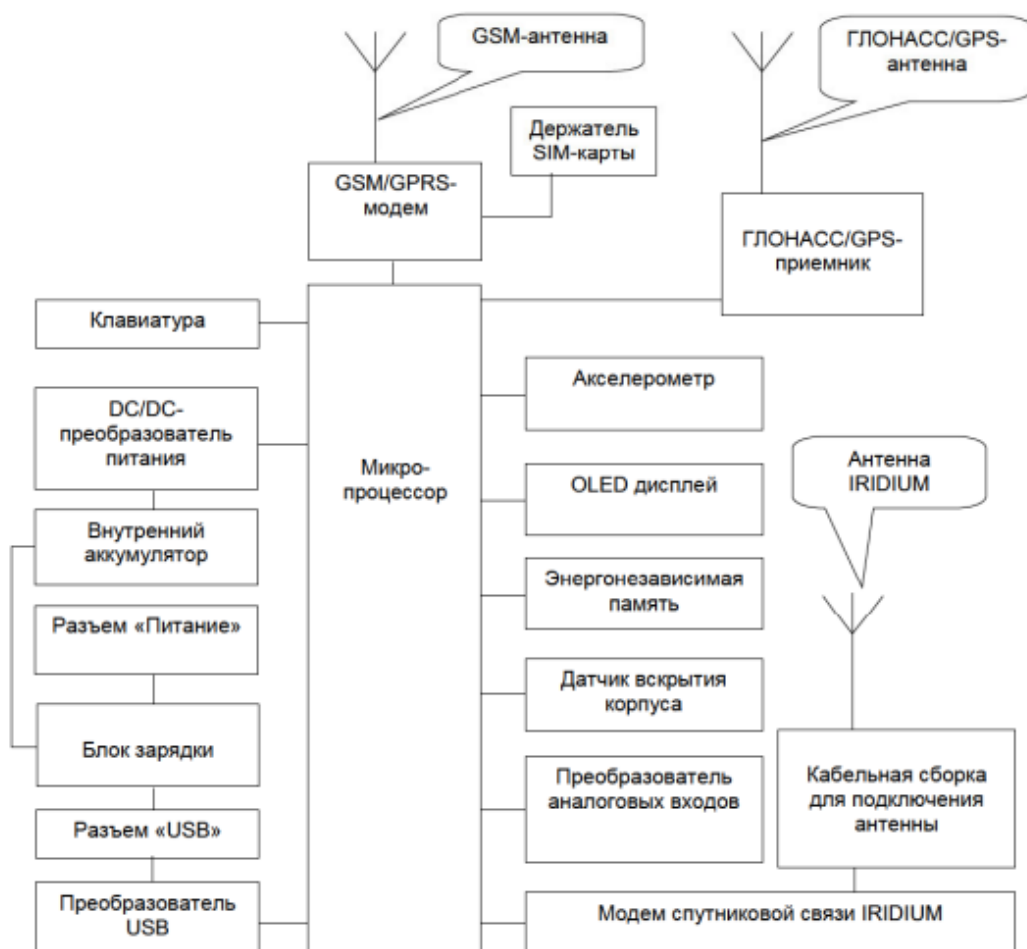 GSM-антенна
ГЛОНАСС/GPS-
антенна
Держатель
SIM-карты
GSM/GPRS-
модем
ГЛОНАСС/GPS-
приемник
Клавиатура
Акселерометр
DC/DC-
преобразователь
питания
Микро-
процессор
OLED дисплей
Антенна
IRIDIUM
Внутренний
аккумулятор
Энергонезависимая
память
Разъем «Питание»
Датчик вскрытия
корпуса
Блок зарядки
Преобразователь
аналоговых входов
Кабельная сборка
для подключения
антенны
Разъем «USB»
Преобразователь
USB
Модем спутниковой связи IRIDIUM